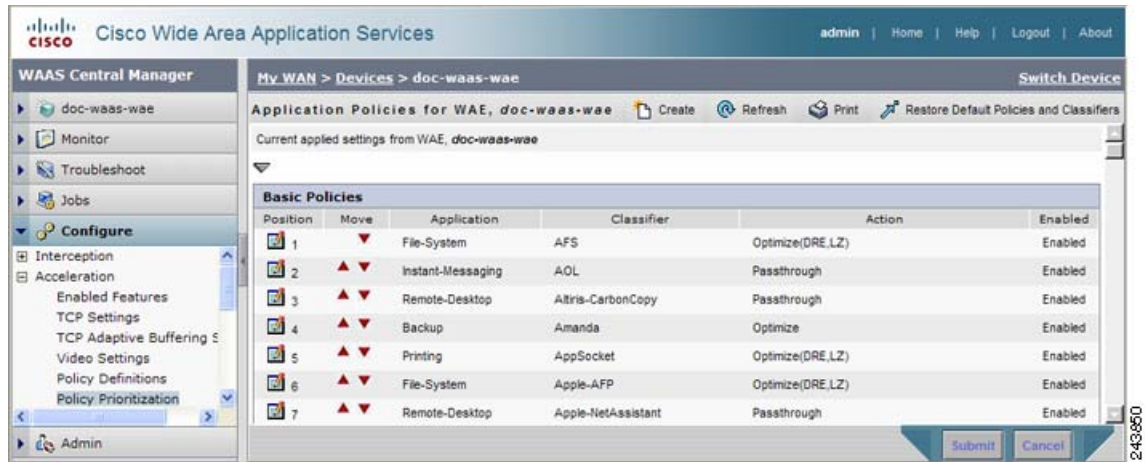 CISCO Cisco Wide Area Application Services admin | Home | Help | Logout | About
WAAS Central Manager
My WAN > Devices > doc-waas-wae Switch Device
doc-waas-wae
Monitor
Troubleshoot
Jobs
Configure
Interception
Acceleration
Enabled Features
TCP Settings
TCP Adaptive Buffering S
Video Settings
Policy Definitions
Policy Prioritization
Admin
Application Policies for WAE, doc-waas-wae Create Refresh Print Restore Default Policies and Classifiers
Current applied settings from WAE, doc-waas-wae
Basic Policies
Position Move Application Classifier Action Enabled
1 File-System AFS Optimize(DRE,LZ) Enabled
2 Instant-Messaging AOL Passthrough Enabled
3 Remote-Desktop Altiris-CarbonCopy Passthrough Enabled
4 Backup Amanda Optimize Enabled
5 Printing AppSocket Optimize(DRE,LZ) Enabled
6 File-System Apple-AFP Optimize(DRE,LZ) Enabled
7 Remote-Desktop Apple-NetAssistant Passthrough Enabled
Submit Cancel
243850